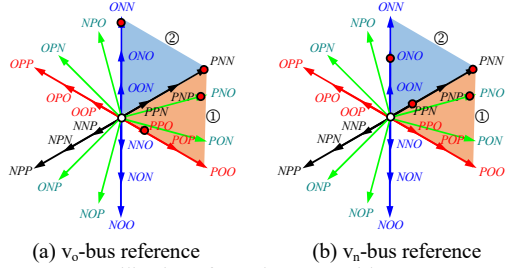 ONN
NPO
②
OPN
ONO
OPP
PNN
OPO
OON
OOP
PNP
PNO
NNP
PPN
①
NPN
PPO
NNO
POP
PON
NPP
POO
ONP
NON
NOP
NOO
(a) vₒ-bus reference
ONN
NPO
②
OPN
ONO
OPP
PNN
OPO
OON
OOP
PNP
PNO
NNP
PPN
①
NPN
PPO
NNO
POP
PON
NPP
POO
ONP
NON
NOP
NOO
(b) vₙ-bus reference